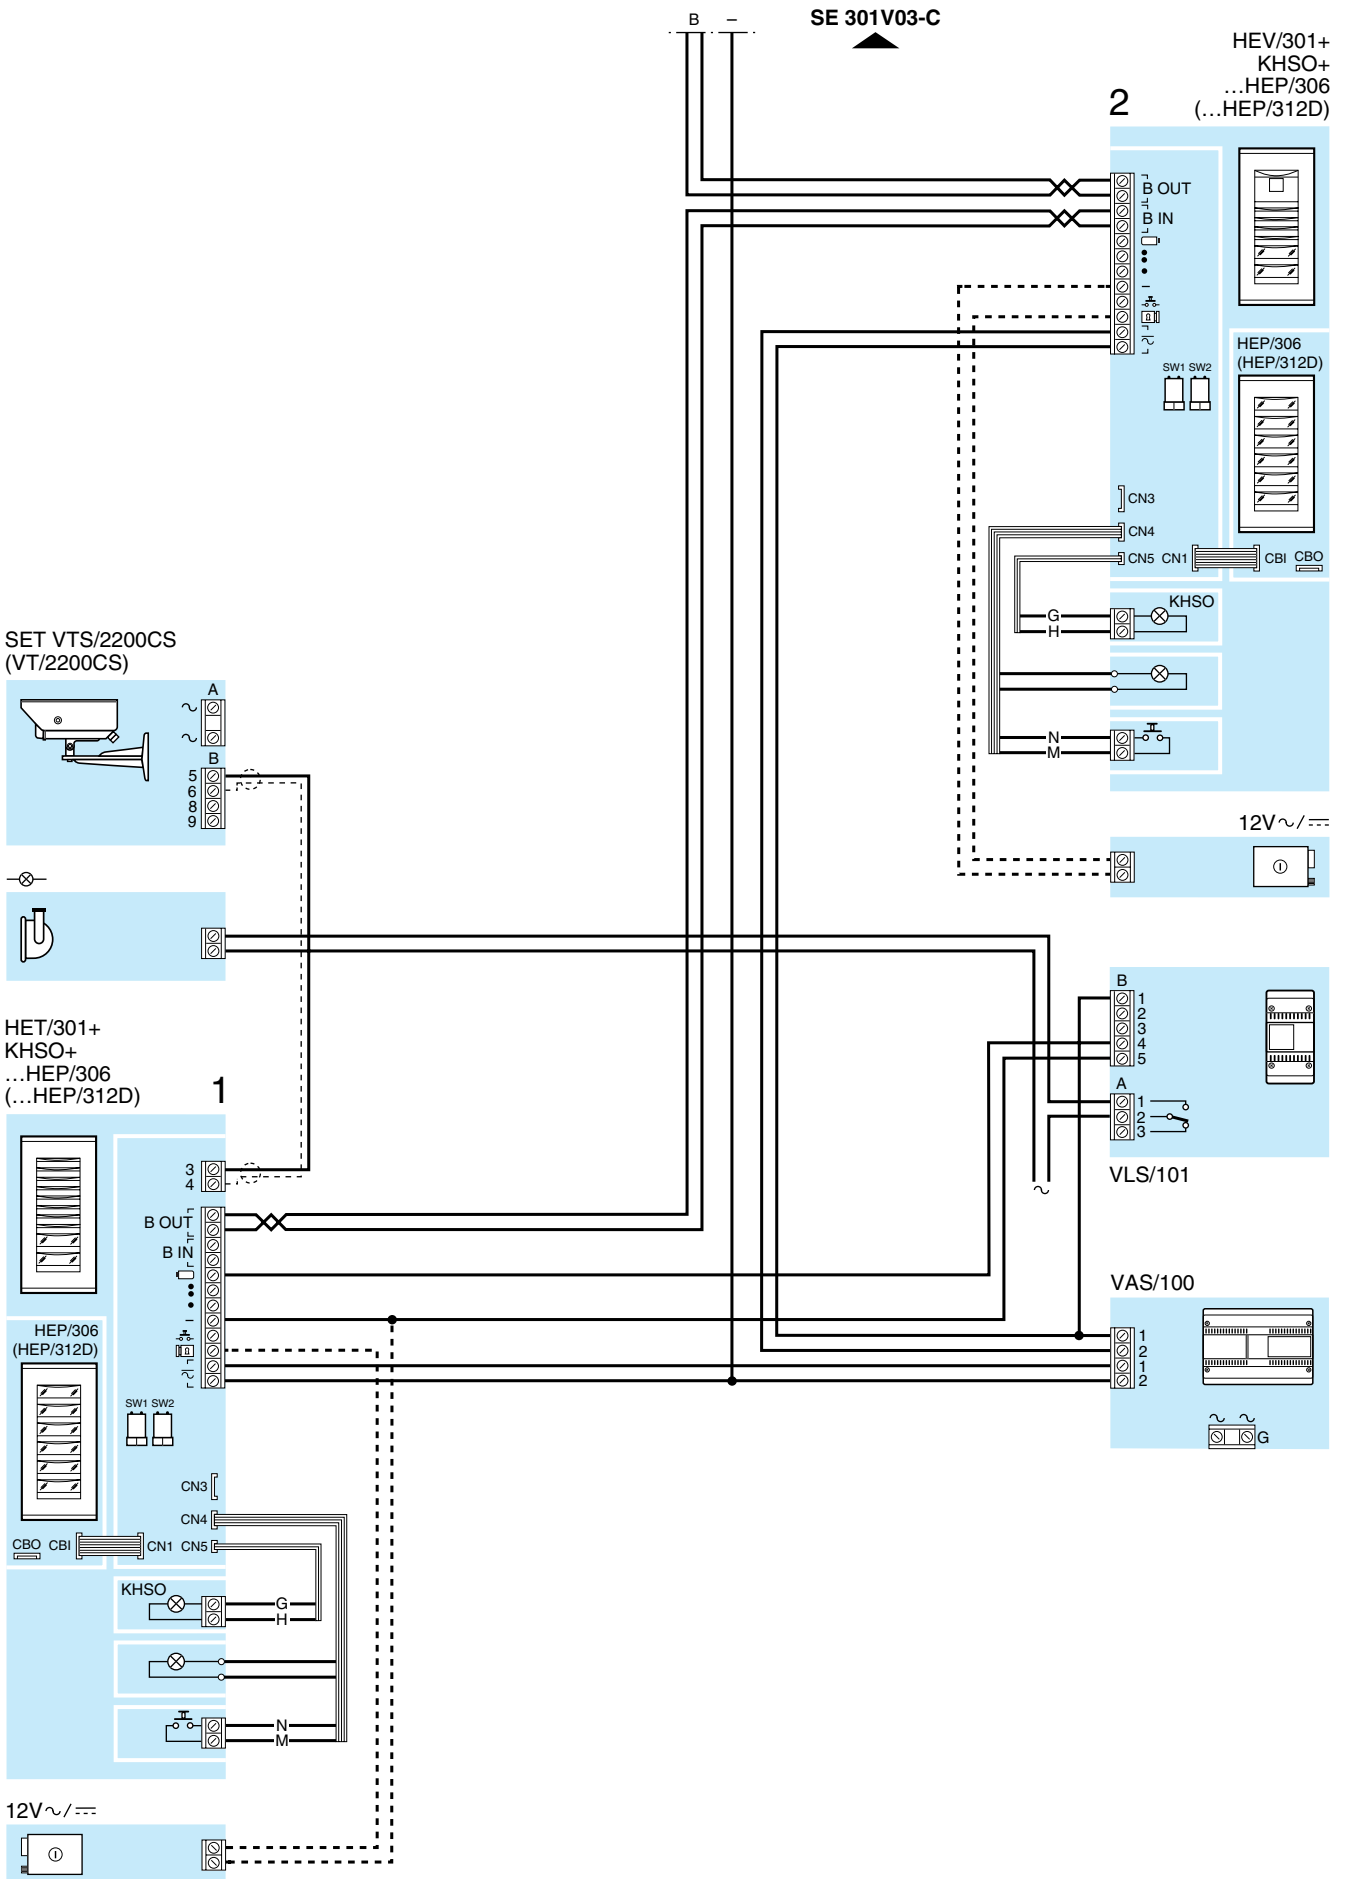 B –
SE 301V03-C
HEV/301+
KHSO+
…HEP/306
(…HEP/312D)
2
B OUT
B IN
–
HEP/306
(HEP/312D)
SW1 SW2
CN3
CN4
CN5 CN1 CBI CBO
KHSO
G
H
N
M
12V ~/
SET VTS/2200CS
(VT/2200CS)
A
~
~
B
5
6
8
9
B
1
2
3
4
5
A
1
2
3
VLS/101
~
HET/301+
KHSO+
…HEP/306
(…HEP/312D)
1
3
4
B OUT
B IN
–
HEP/306
(HEP/312D)
SW1 SW2
CN3
CN4
CBO CBI CN1 CN5
KHSO
G
H
N
M
12V ~/
VAS/100
1
2
1
2
~ ~
G